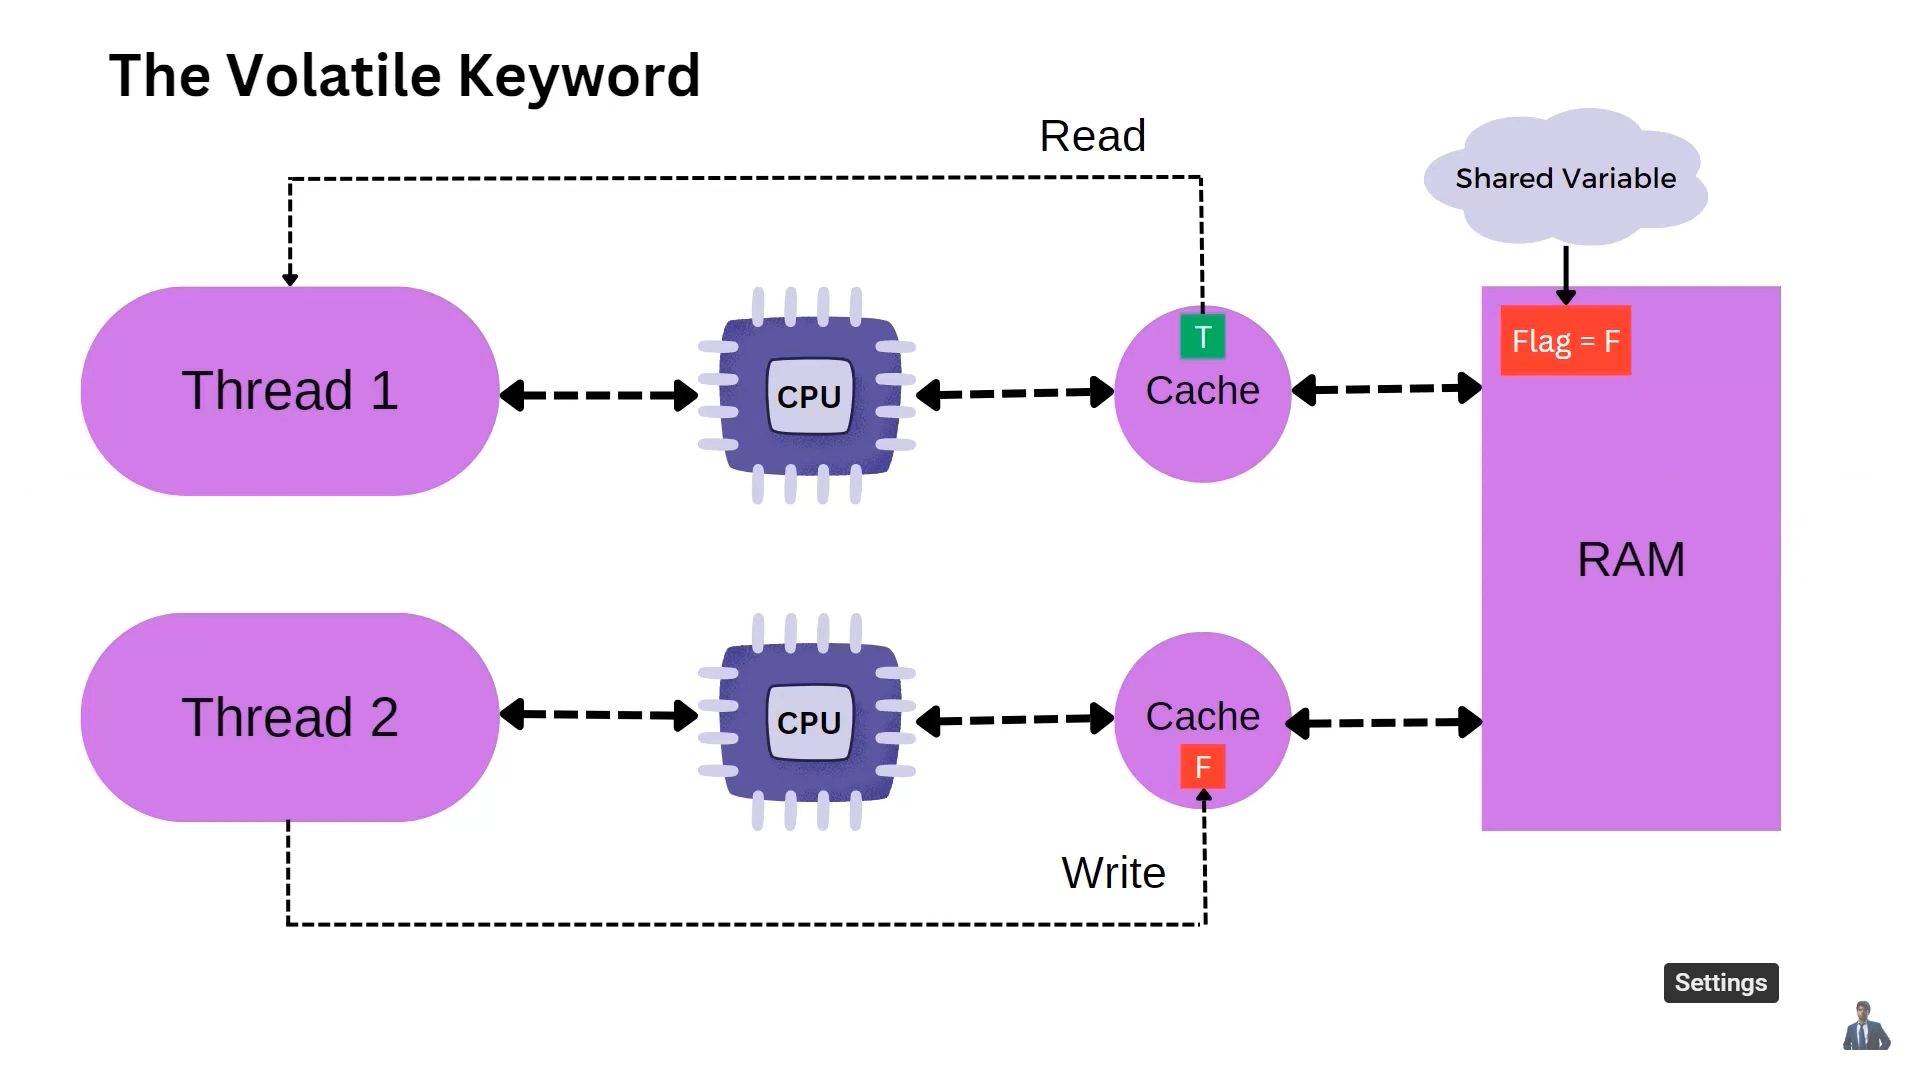 The Volatile Keyword
Read
Shared Variable
T
Flag = F
Thread 1
CPU
Cache
RAM
Thread 2
CPU
Cache
F
Write
Settings